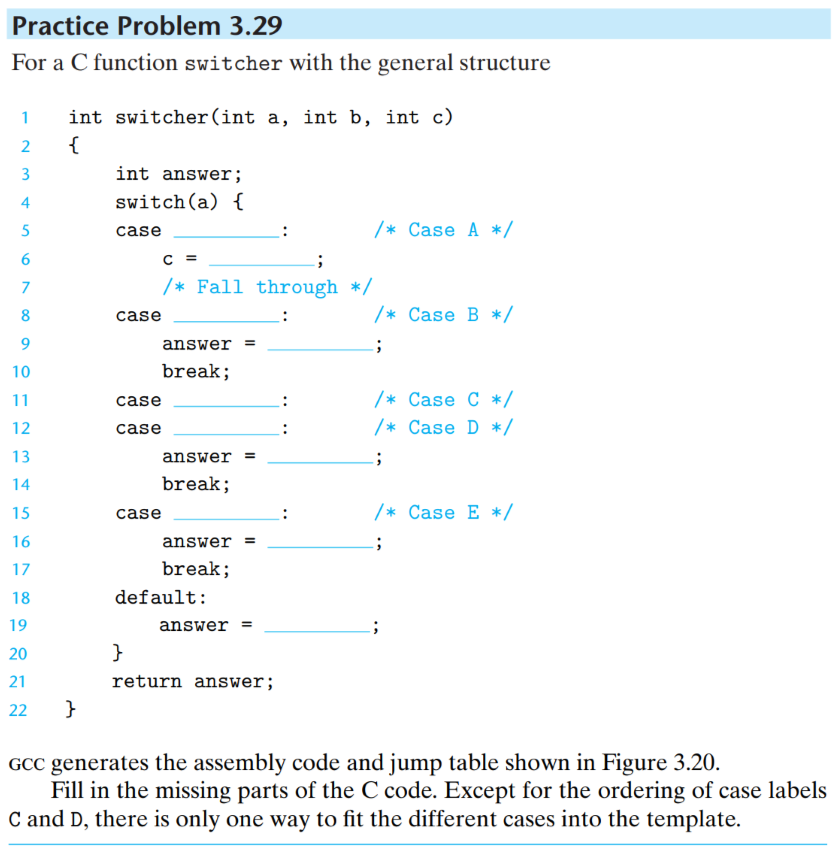 Practice Problem 3.29
For a C function switcher with the general structure
1 int switcher(int a, int b, int c)
2 {
3 int answer;
4 switch(a) {
5 case ________: /* Case A */
6 c = ________;
7 /* Fall through */
8 case ________: /* Case B */
9 answer = ________;
10 break;
11 case ________: /* Case C */
12 case ________: /* Case D */
13 answer = ________;
14 break;
15 case ________: /* Case E */
16 answer = ________;
17 break;
18 default:
19 answer = ________;
20 }
21 return answer;
22 }
GCC generates the assembly code and jump table shown in Figure 3.20.
Fill in the missing parts of the C code. Except for the ordering of case labels
C and D, there is only one way to fit the different cases into the template.